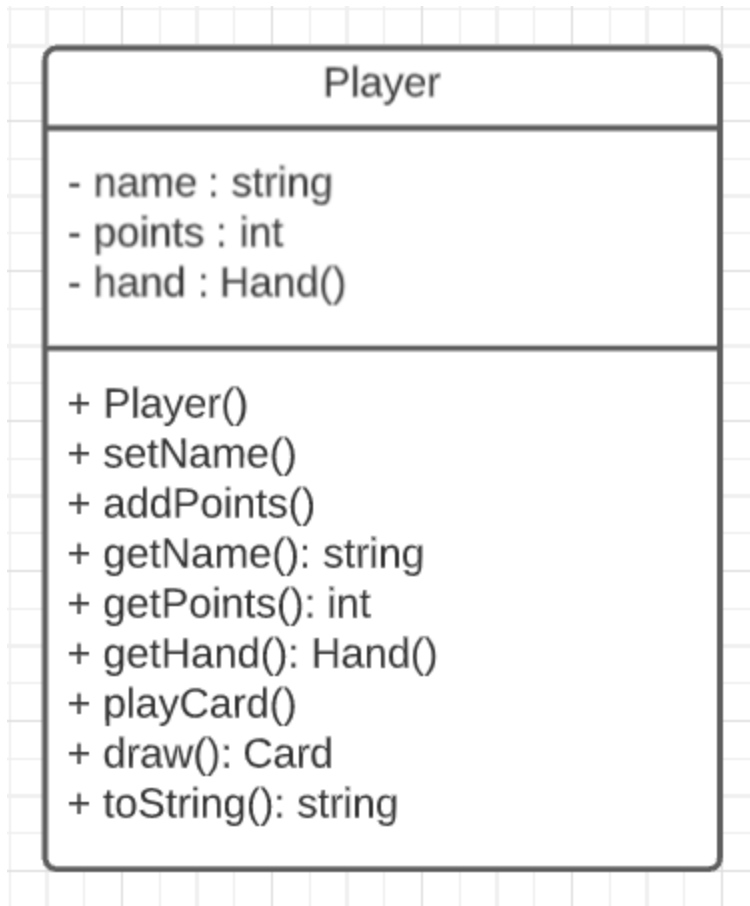 Player
- name : string
- points : int
- hand : Hand()
+ Player()
+ setName()
+ addPoints()
+ getName(): string
+ getPoints(): int
+ getHand(): Hand()
+ playCard()
+ draw(): Card
+ toString(): string